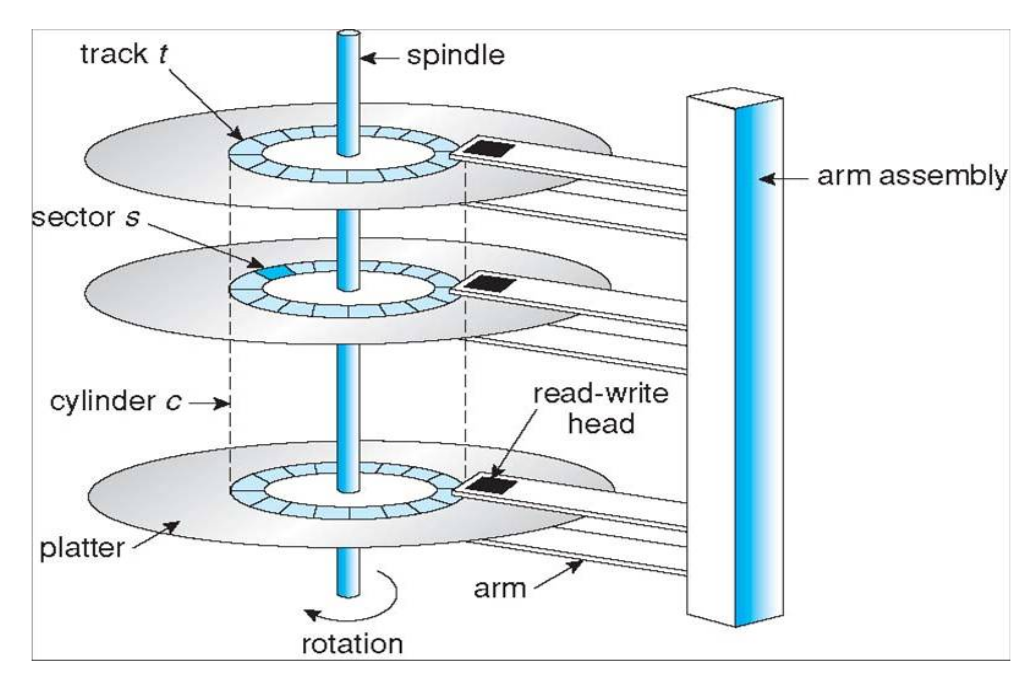 track t
spindle
arm assembly
sector s
cylinder c
read-write
head
platter
arm
rotation